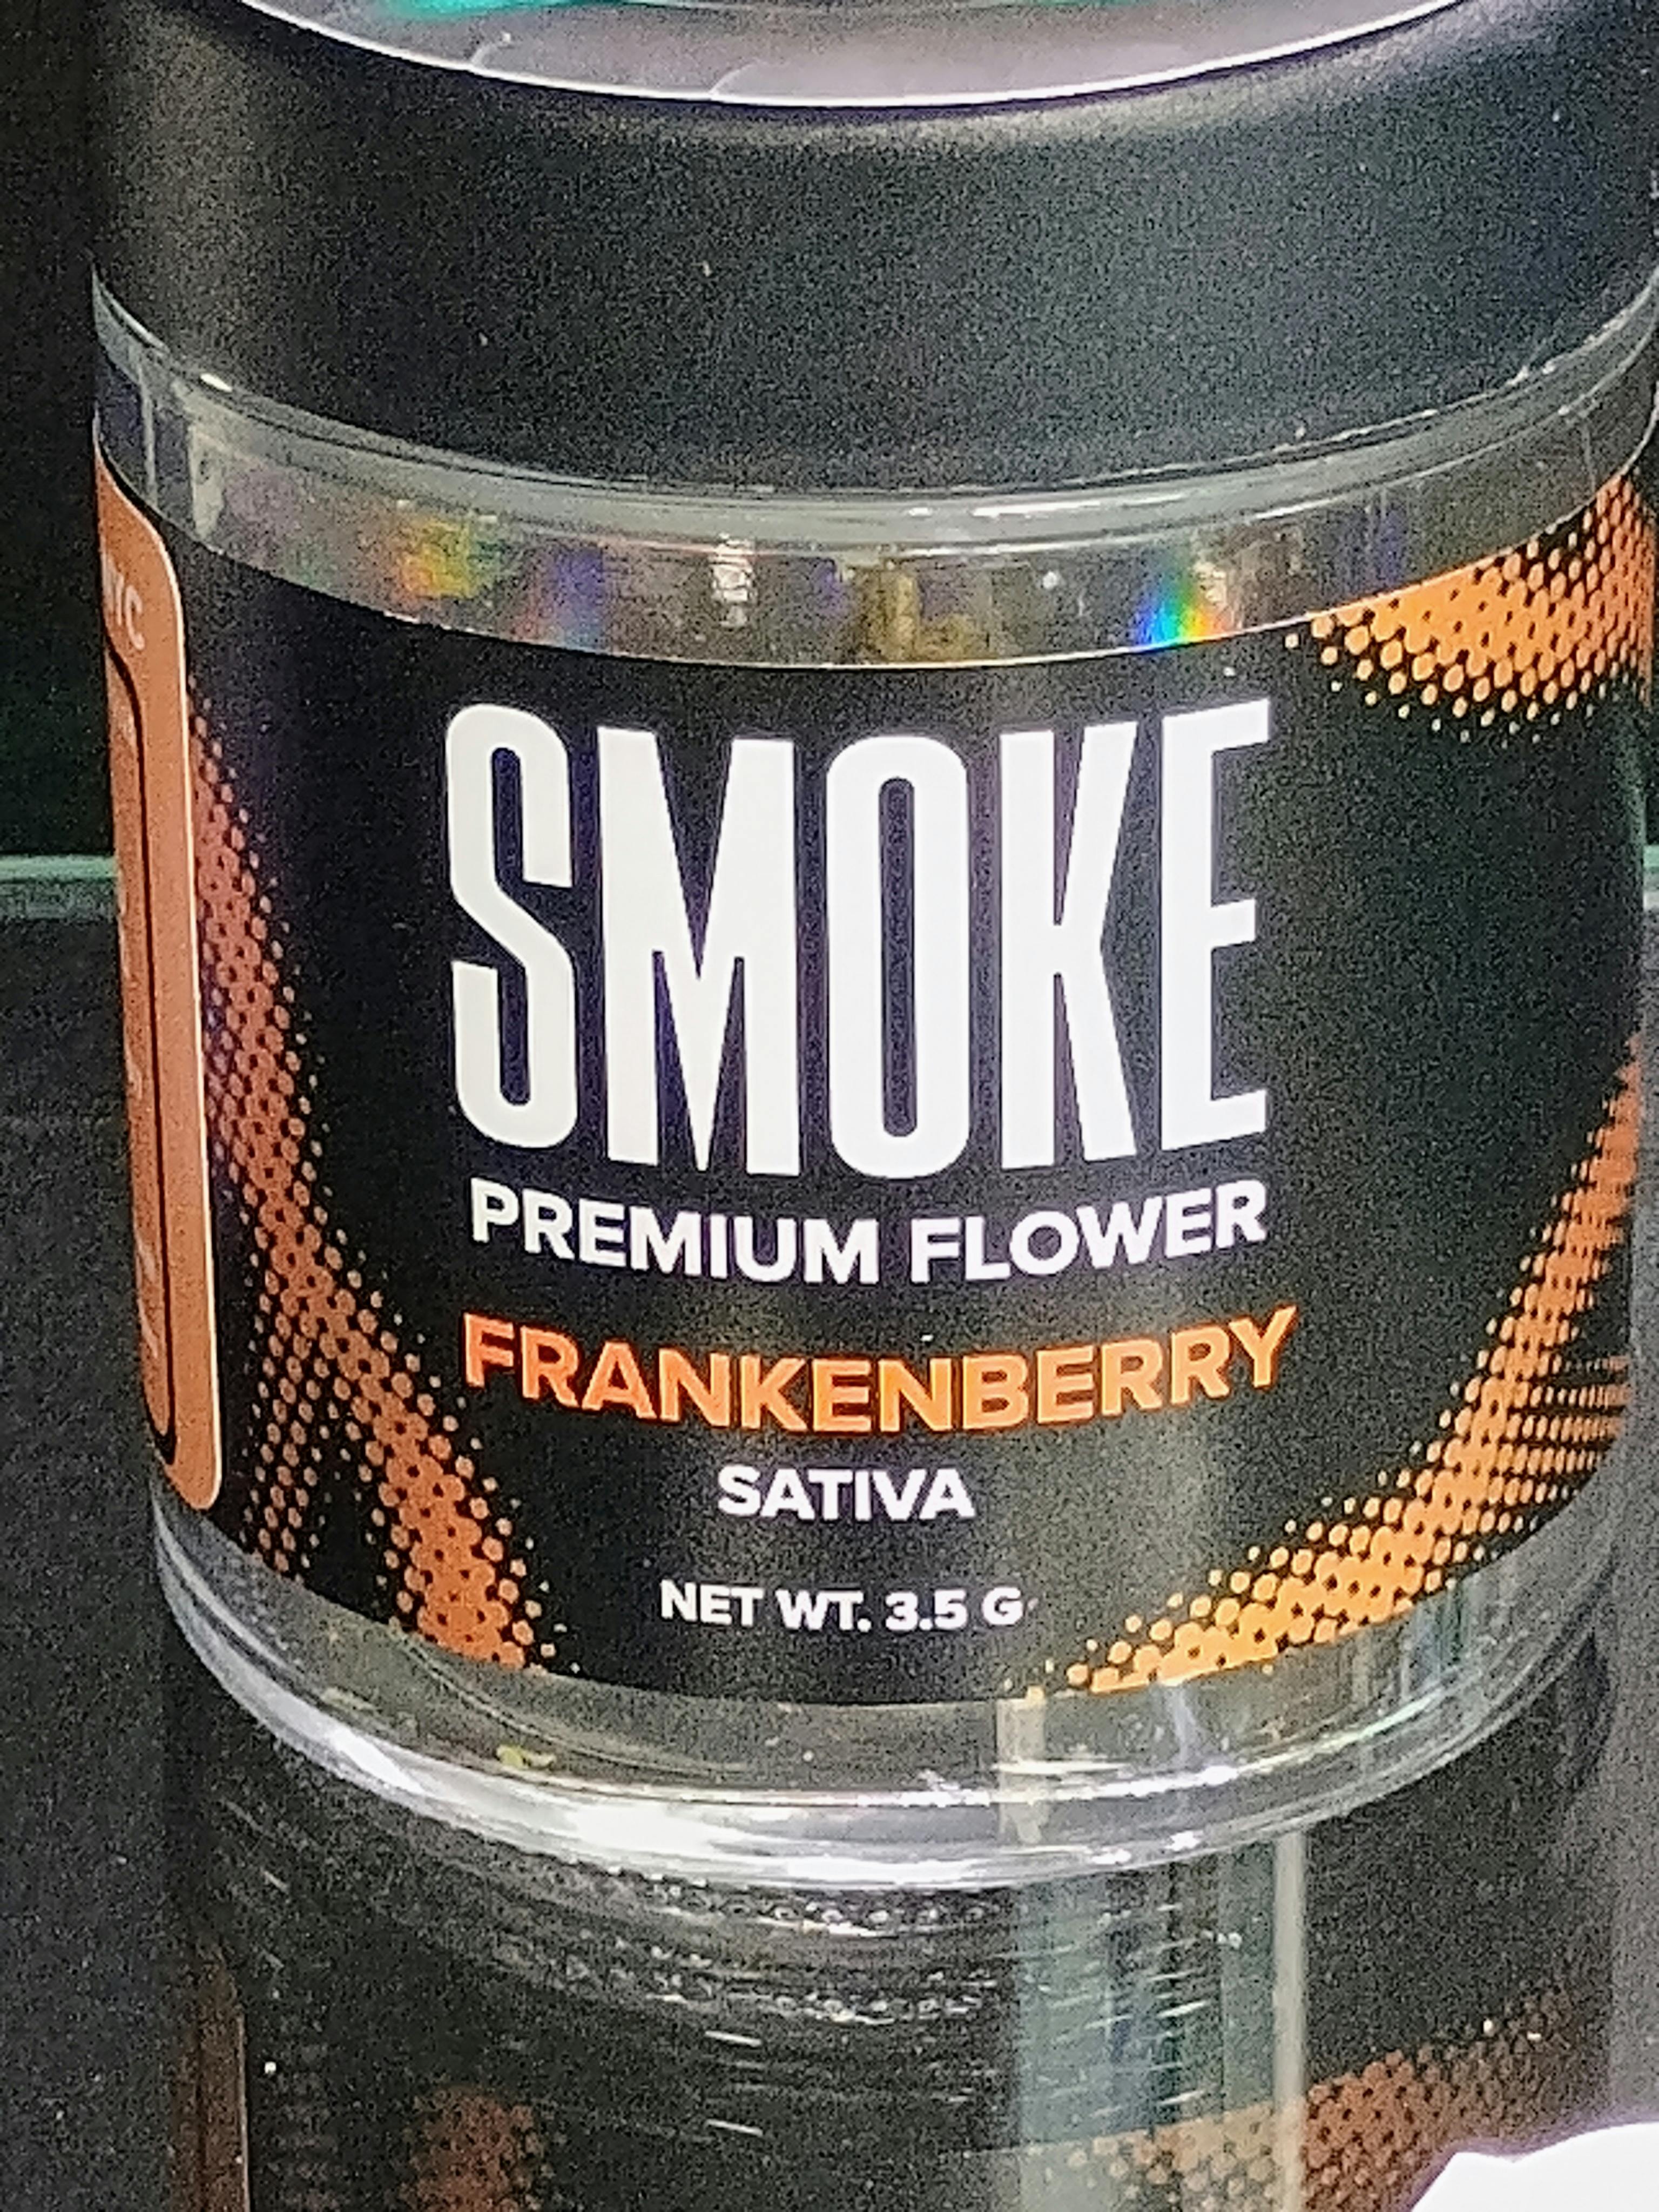 SMOKE
PREMIUM FLOWER
FRANKENBERRY
SATIVA
NET WT. 3.5 G